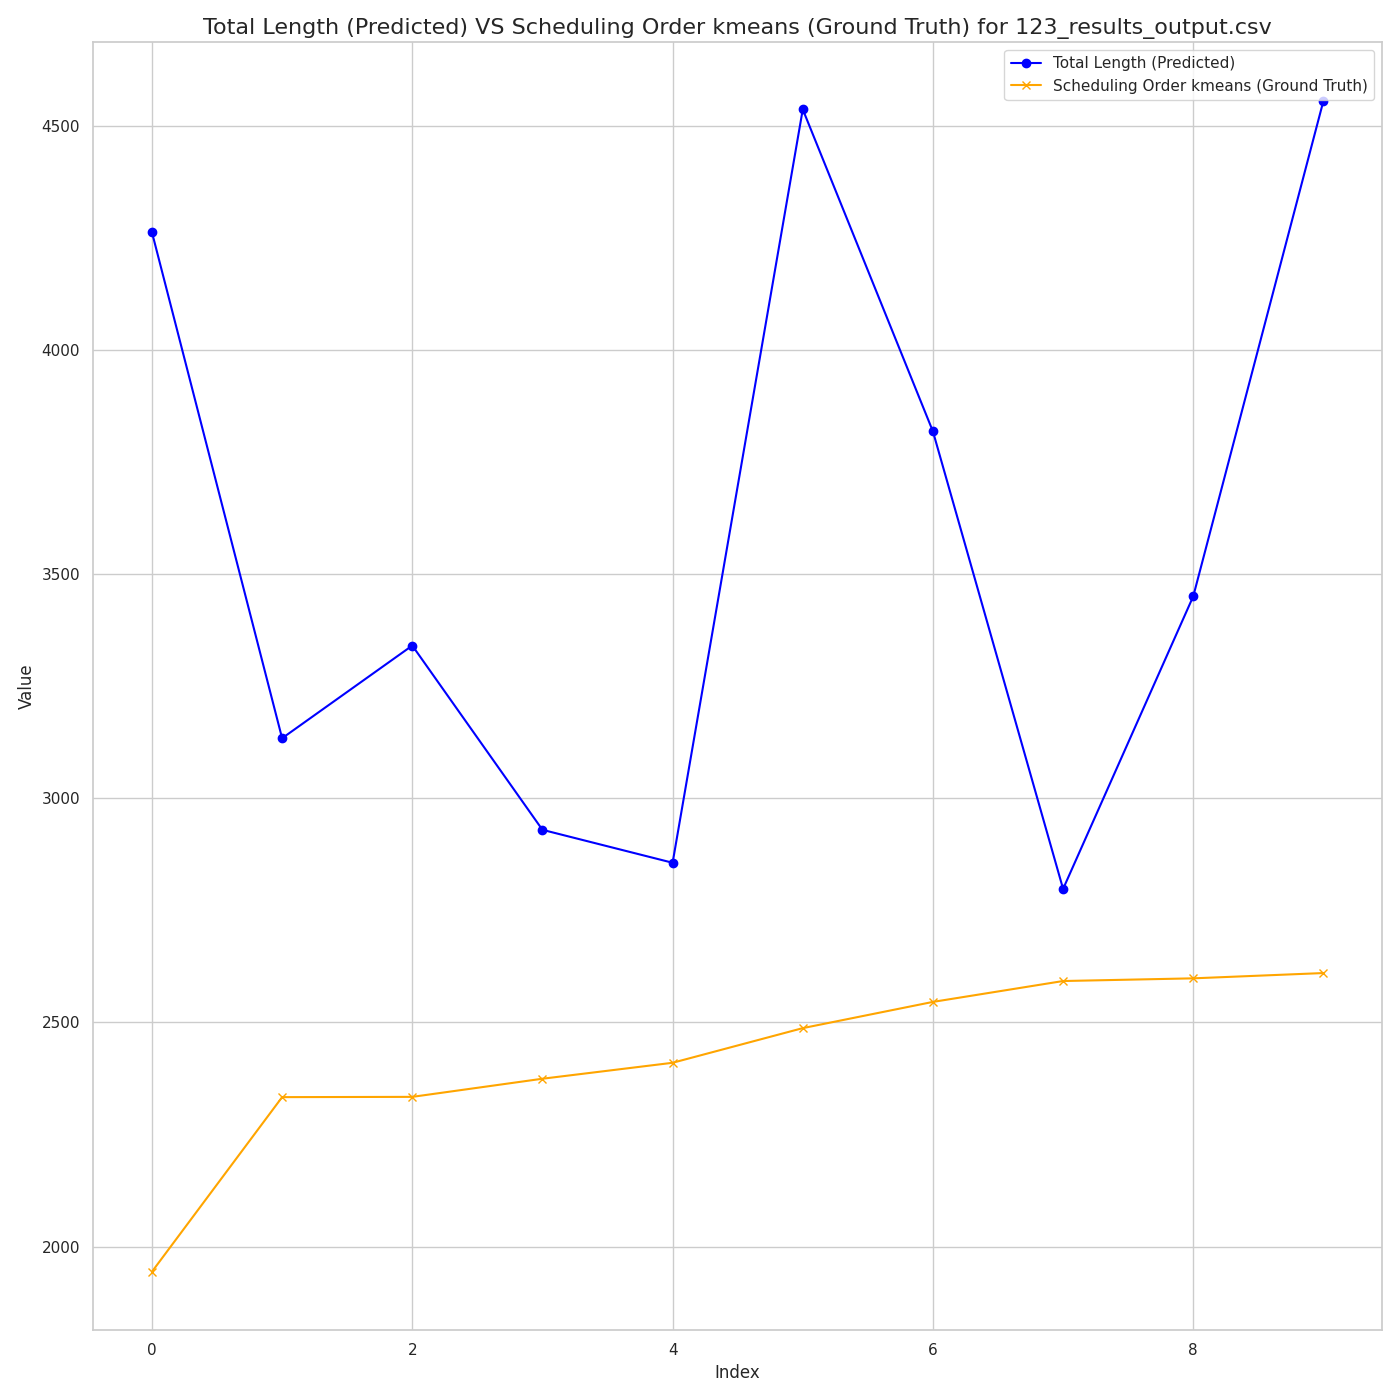 Total Length (Predicted) VS Scheduling Order kmeans (Ground Truth) for 123_results_output.csv
Total Length (Predicted)
Scheduling Order kmeans (Ground Truth)
4500
4000
3500
3000
2500
2000
Value
0 2 4 6 8
Index